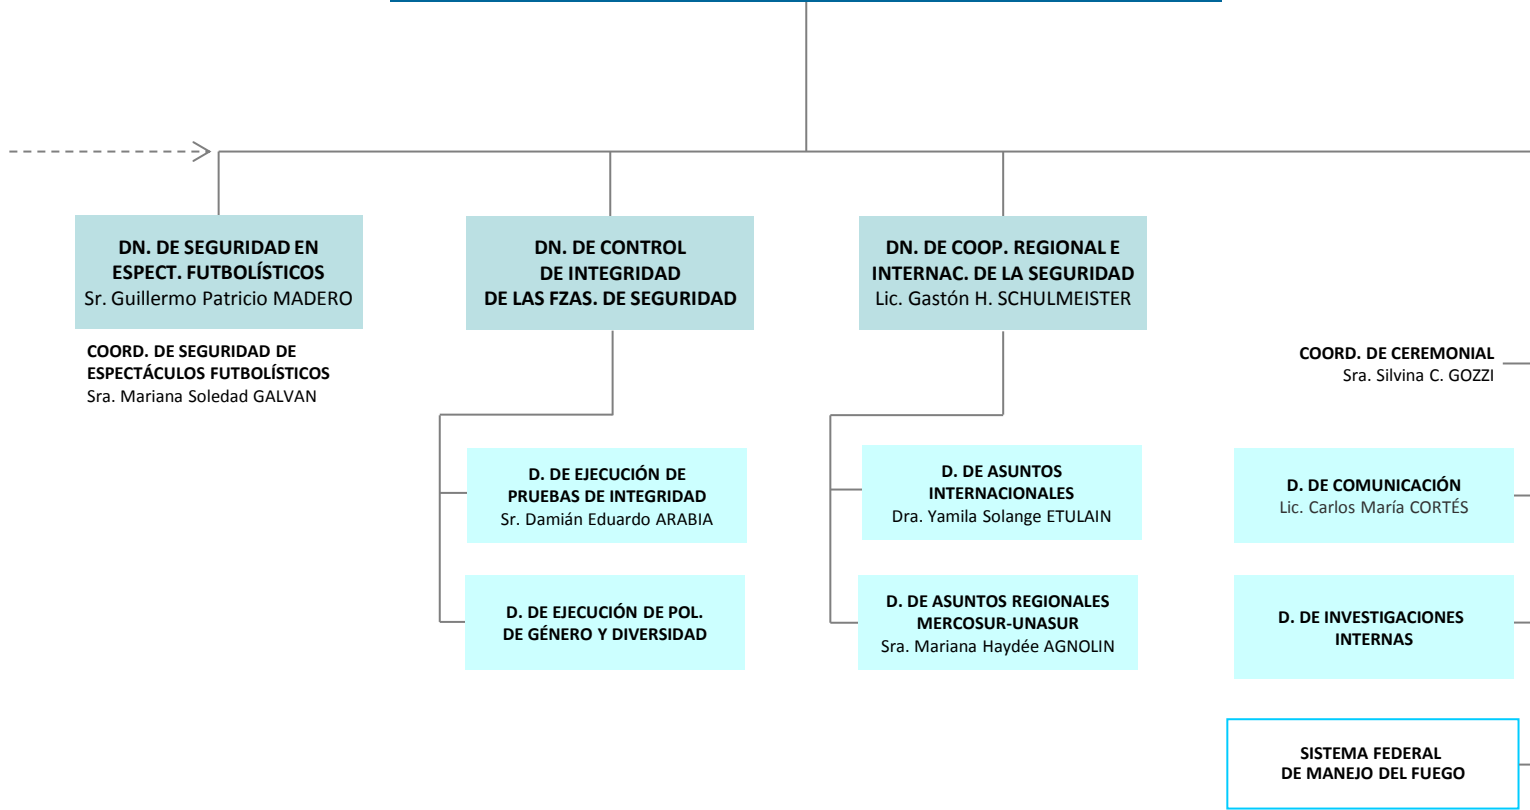 DN. DE SEGURIDAD EN
ESPECT. FUTBOLÍSTICOS
Sr. Guillermo Patricio MADERO
COORD. DE SEGURIDAD DE
ESPECTÁCULOS FUTBOLÍSTICOS
Sra. Mariana Soledad GALVAN
DN. DE CONTROL
DE INTEGRIDAD
DE LAS FZAS. DE SEGURIDAD
D. DE EJECUCIÓN DE
PRUEBAS DE INTEGRIDAD
Sr. Damián Eduardo ARABIA
D. DE EJECUCIÓN DE POL.
DE GÉNERO Y DIVERSIDAD
DN. DE COOP. REGIONAL E
INTERNAC. DE LA SEGURIDAD
Lic. Gastón H. SCHULMEISTER
D. DE ASUNTOS
INTERNACIONALES
Dra. Yamila Solange ETULAIN
D. DE ASUNTOS REGIONALES
MERCOSUR-UNASUR
Sra. Mariana Haydée AGNOLIN
COORD. DE CEREMONIAL
Sra. Silvina C. GOZZI
D. DE COMUNICACIÓN
Lic. Carlos María CORTÉS
D. DE INVESTIGACIONES
INTERNAS
SISTEMA FEDERAL
DE MANEJO DEL FUEGO